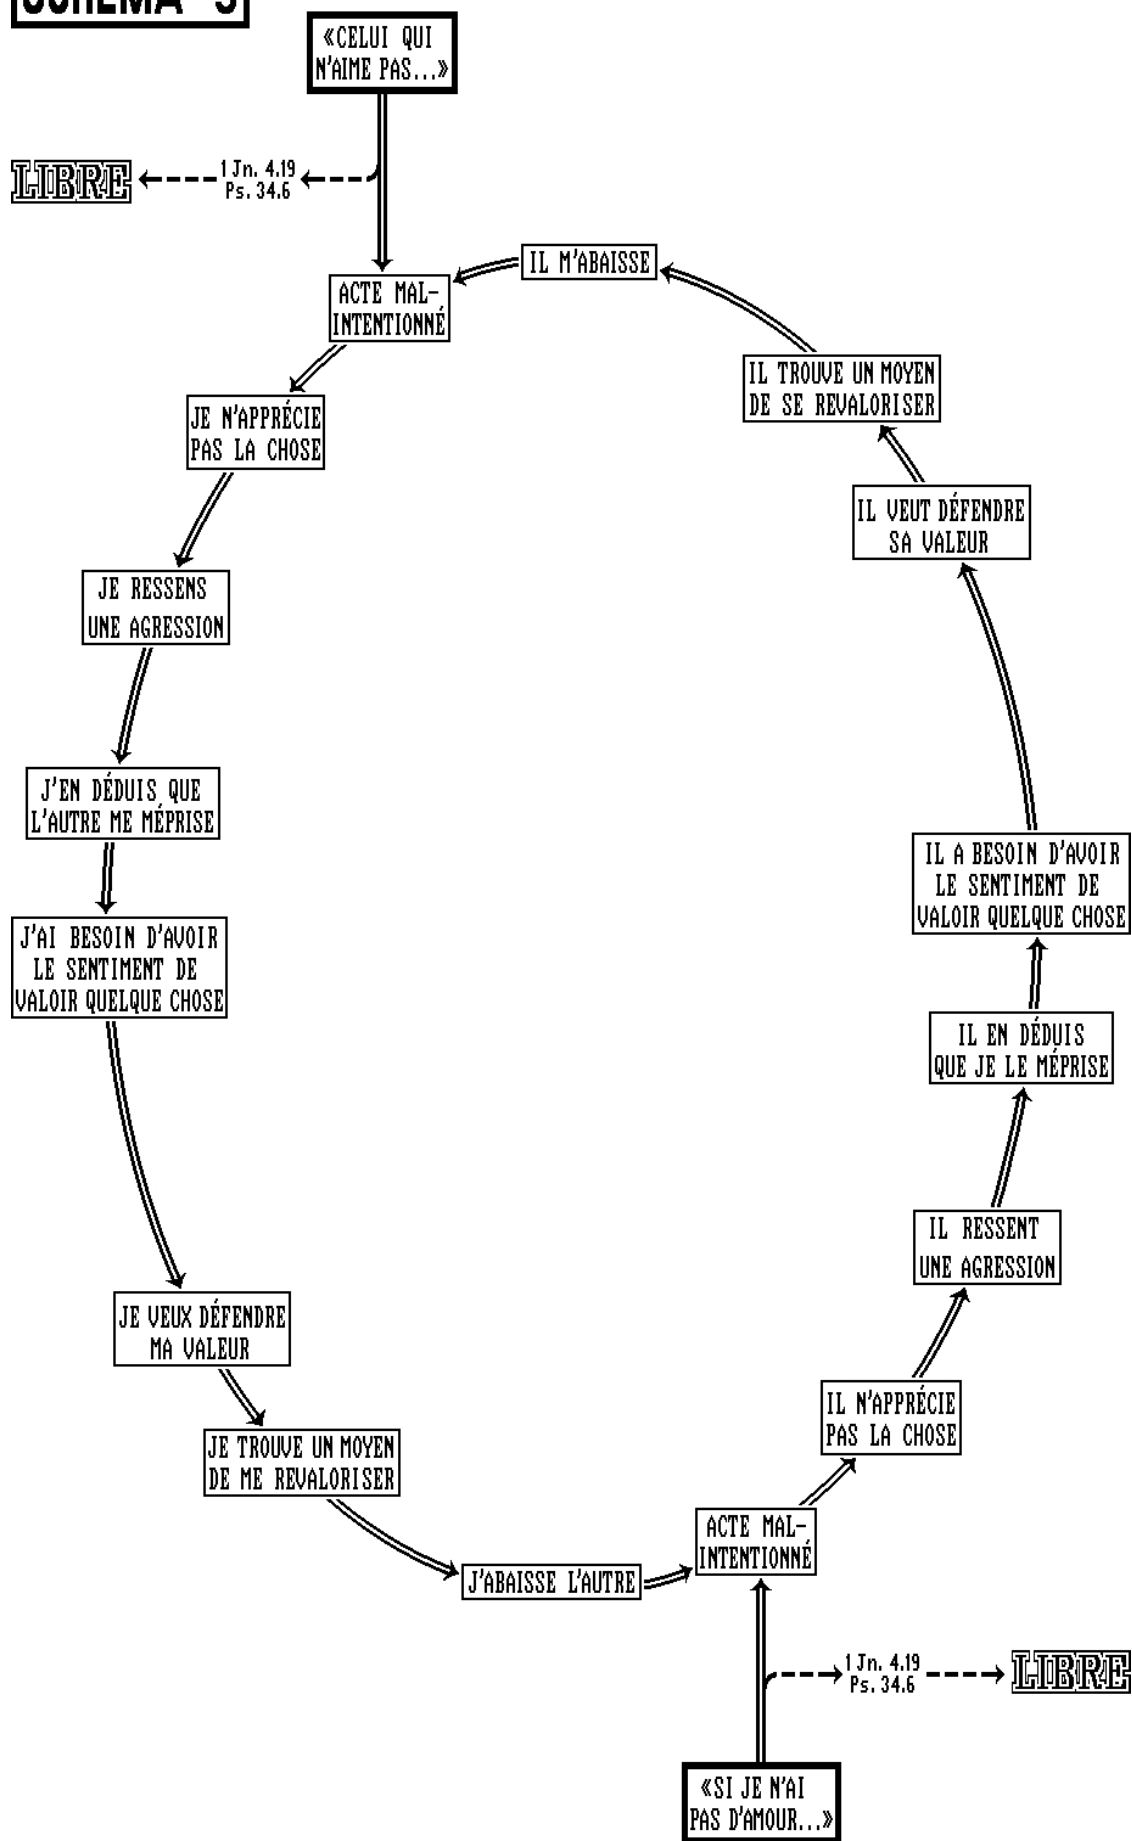 SCHEMA 3
«CELUI QUI
N'AIME PAS...»
LIBRE
1 Jn. 4.19
Ps. 34.6
IL M'ABAISSE
ACTE MAL-
INTENTIONNÉ
IL TROUVE UN MOYEN
DE SE REVALORISER
JE N'APPRÉCIE
PAS LA CHOSE
IL VEUT DÉFENDRE
SA VALEUR
JE RESSENS
UNE AGRESSION
J'EN DÉDUIS QUE
L'AUTRE ME MÉPRISE
IL A BESOIN D'AVOIR
LE SENTIMENT DE
VALOIR QUELQUE CHOSE
J'AI BESOIN D'AVOIR
LE SENTIMENT DE
VALOIR QUELQUE CHOSE
IL EN DÉDUIS
QUE JE LE MÉPRISE
IL RESSENT
UNE AGRESSION
JE VEUX DÉFENDRE
MA VALEUR
IL N'APPRÉCIE
PAS LA CHOSE
JE TROUVE UN MOYEN
DE ME REVALORISER
ACTE MAL-
INTENTIONNÉ
J'ABAISSE L'AUTRE
1 Jn. 4.19
Ps. 34.6
LIBRE
«SI JE N'AI
PAS D'AMOUR...»